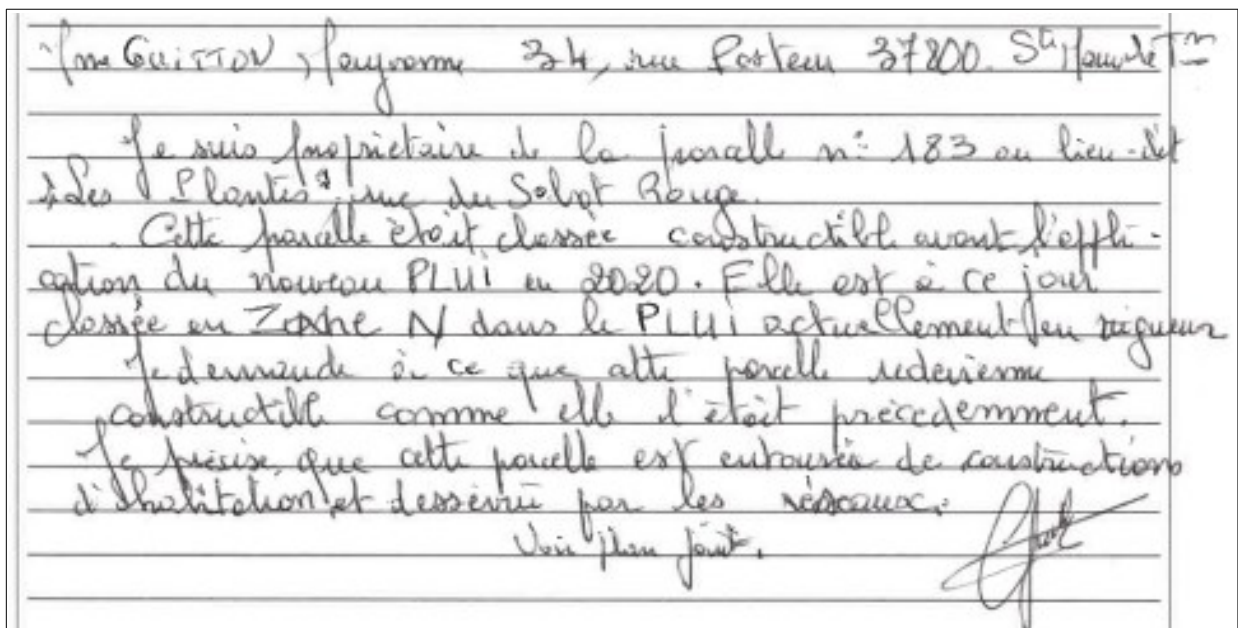 Mme GUITTON, 34, rue Pasteur 37800. Ste Maure de Tne
Je suis propriétaire de la parcelle n: 183 au lieu-dit
"Les Plantes" rue du Sabot Rouge.
Cette parcelle était classée constructible avant l'appli-
cation du nouveau PLUi en 2020. Elle est à ce jour
classée en Zone N dans le PLUi actuellement en vigueur
Je demande à ce que cette parcelle redevienne
constructible comme elle l'était précedemment.
Je précise que cette parcelle est entourée de constructions
d'habitation et desservie par les réseaux.
Voir plan joint.